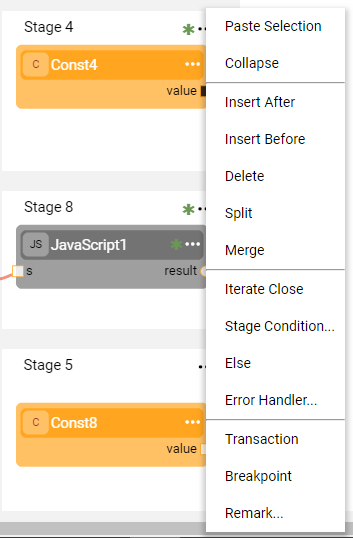 Stage 4
C Const4
value
Stage 8
JS JavaScript1
s result
Stage 5
C Const8
value
Paste Selection
Collapse
Insert After
Insert Before
Delete
Split
Merge
Iterate Close
Stage Condition...
Else
Error Handler...
Transaction
Breakpoint
Remark...